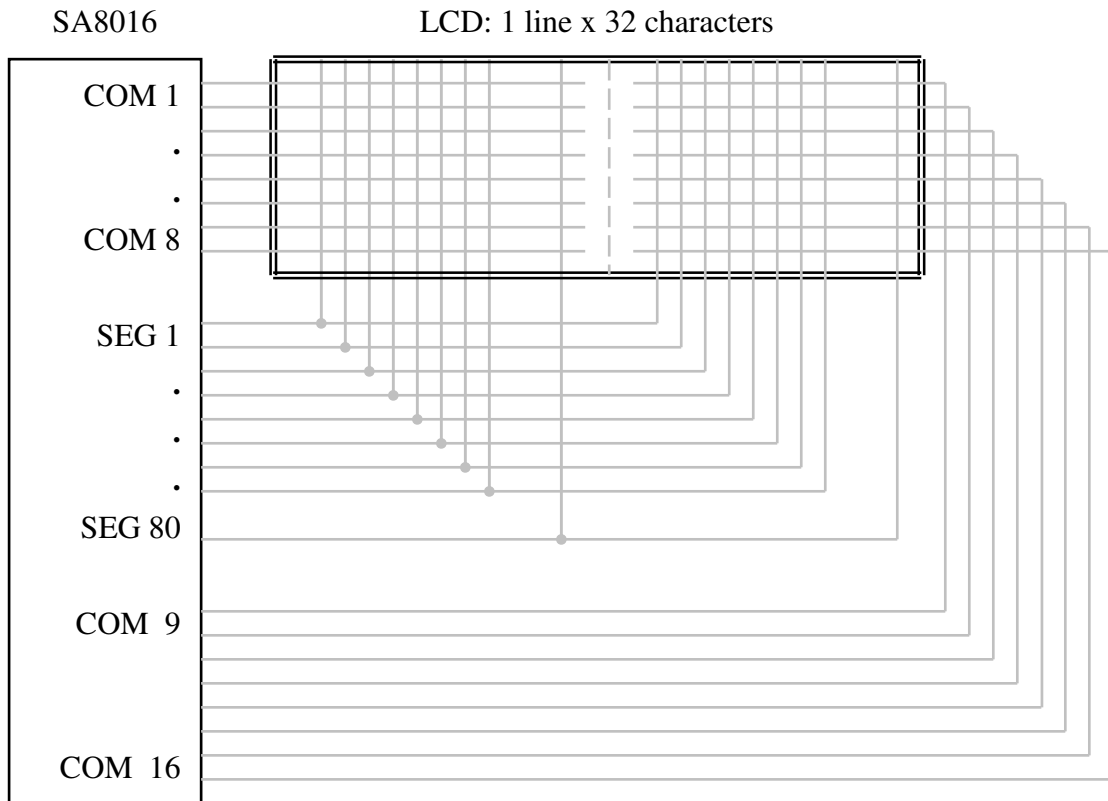 SA8016
LCD: 1 line x 32 characters
COM 1
.
.
COM 8
SEG 1
.
.
.
SEG 80
COM 9
COM 16